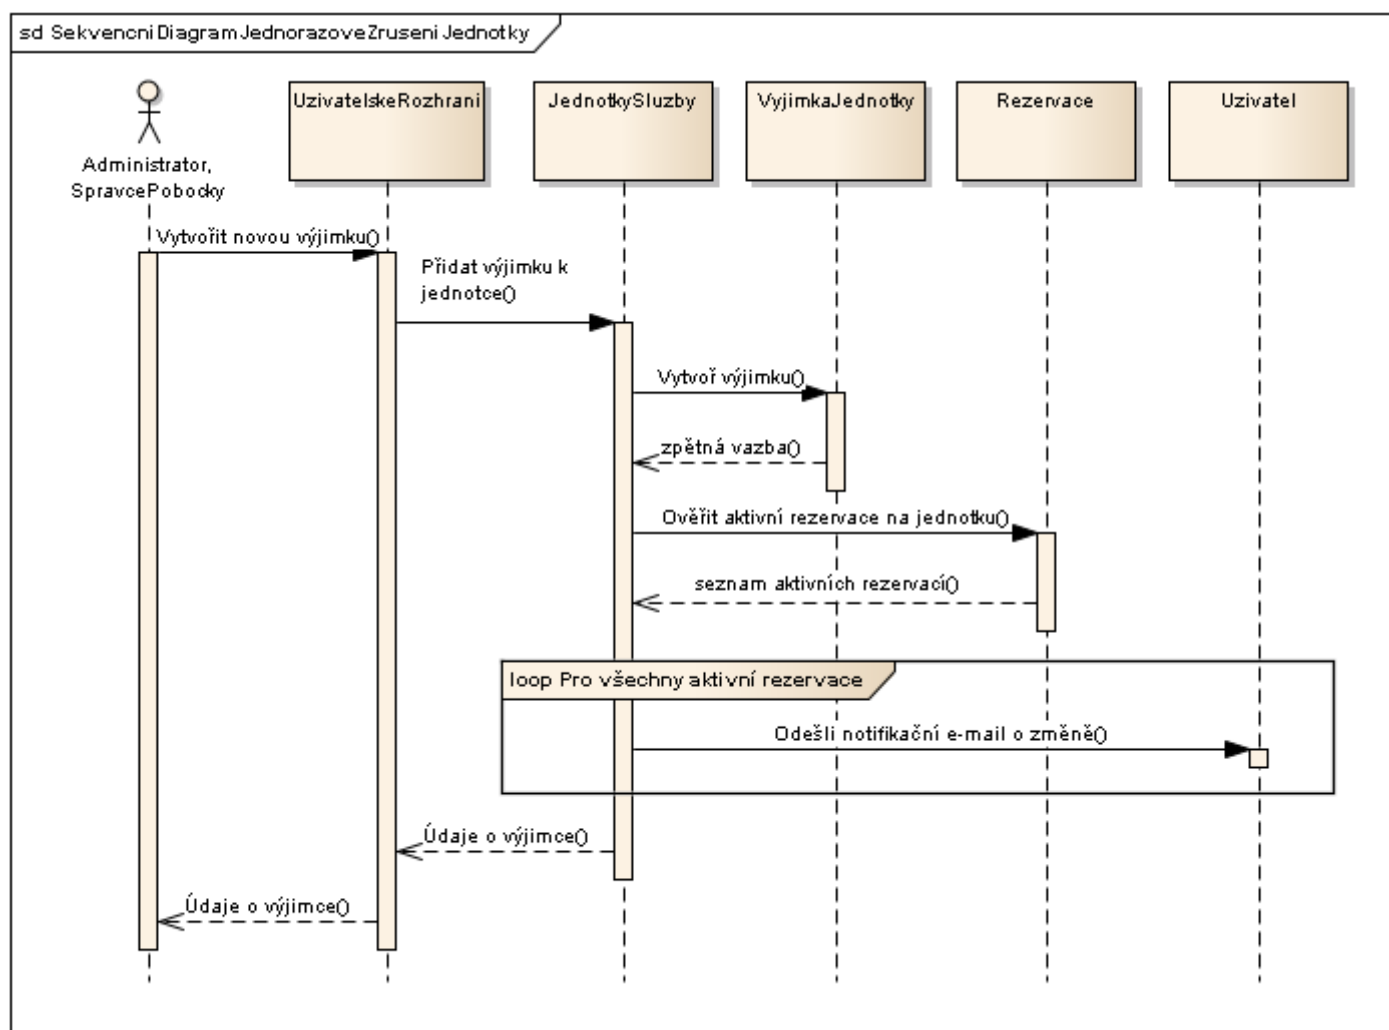 sd SekvencniDiagramJednorazoveZruseniJednotky
UzivatelskeRozhrani
JednotkySluzby
VyjimkaJednotky
Rezervace
Uzivatel
Administrator,
SpravcePobocky
Vytvořit novou výjimku()
Přidat výjimku k
jednotce()
Vytvoř výjimku()
zpětná vazba()
Ověřit aktivní rezervace na jednotku()
seznam aktivních rezervací()
loop Pro všechny aktivní rezervace
Odešli notifikační e-mail o změně()
Údaje o výjimce()
Údaje o výjimce()